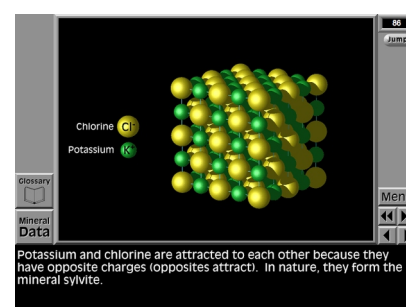 86
Jump
Chlorine Cl-
Potassium K+
Glossary
Mineral
Data
Men
Potassium and chlorine are attracted to each other because they
have opposite charges (opposites attract). In nature, they form the
mineral sylvite.